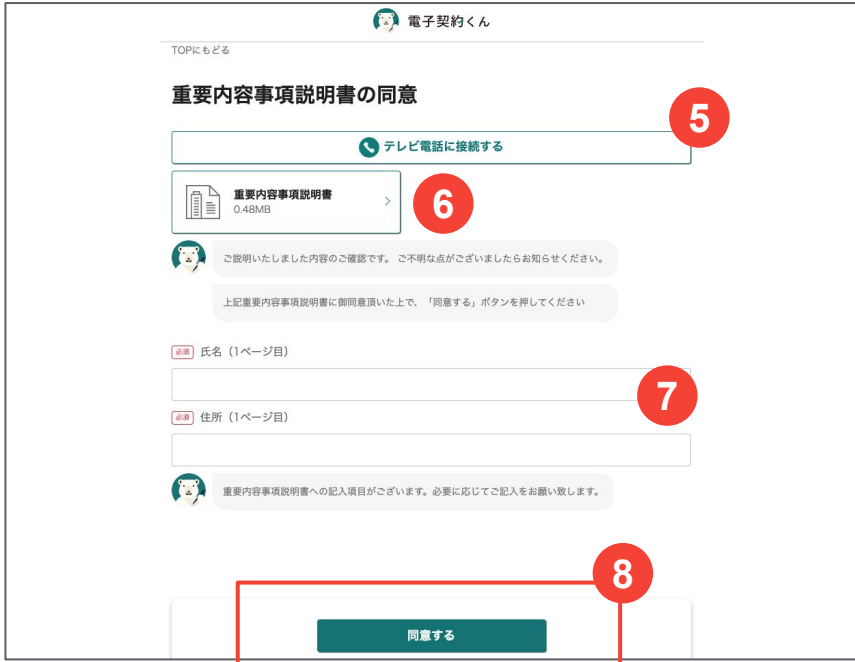 電子契約くん
TOPにもどる
重要内容事項説明書の同意
5
テレビ電話に接続する
重要内容事項説明書
0.48MB
6
ご説明いたしました内容のご確認です。 ご不明な点がございましたらお知らせください。
上記重要内容事項説明書に御同意頂いた上で、「同意する」ボタンを押してください
必須 氏名（1ページ目）
7
必須 住所（1ページ目）
重要内容事項説明書への記入項目がございます。必要に応じてご記入をお願い致します。
8
同意する